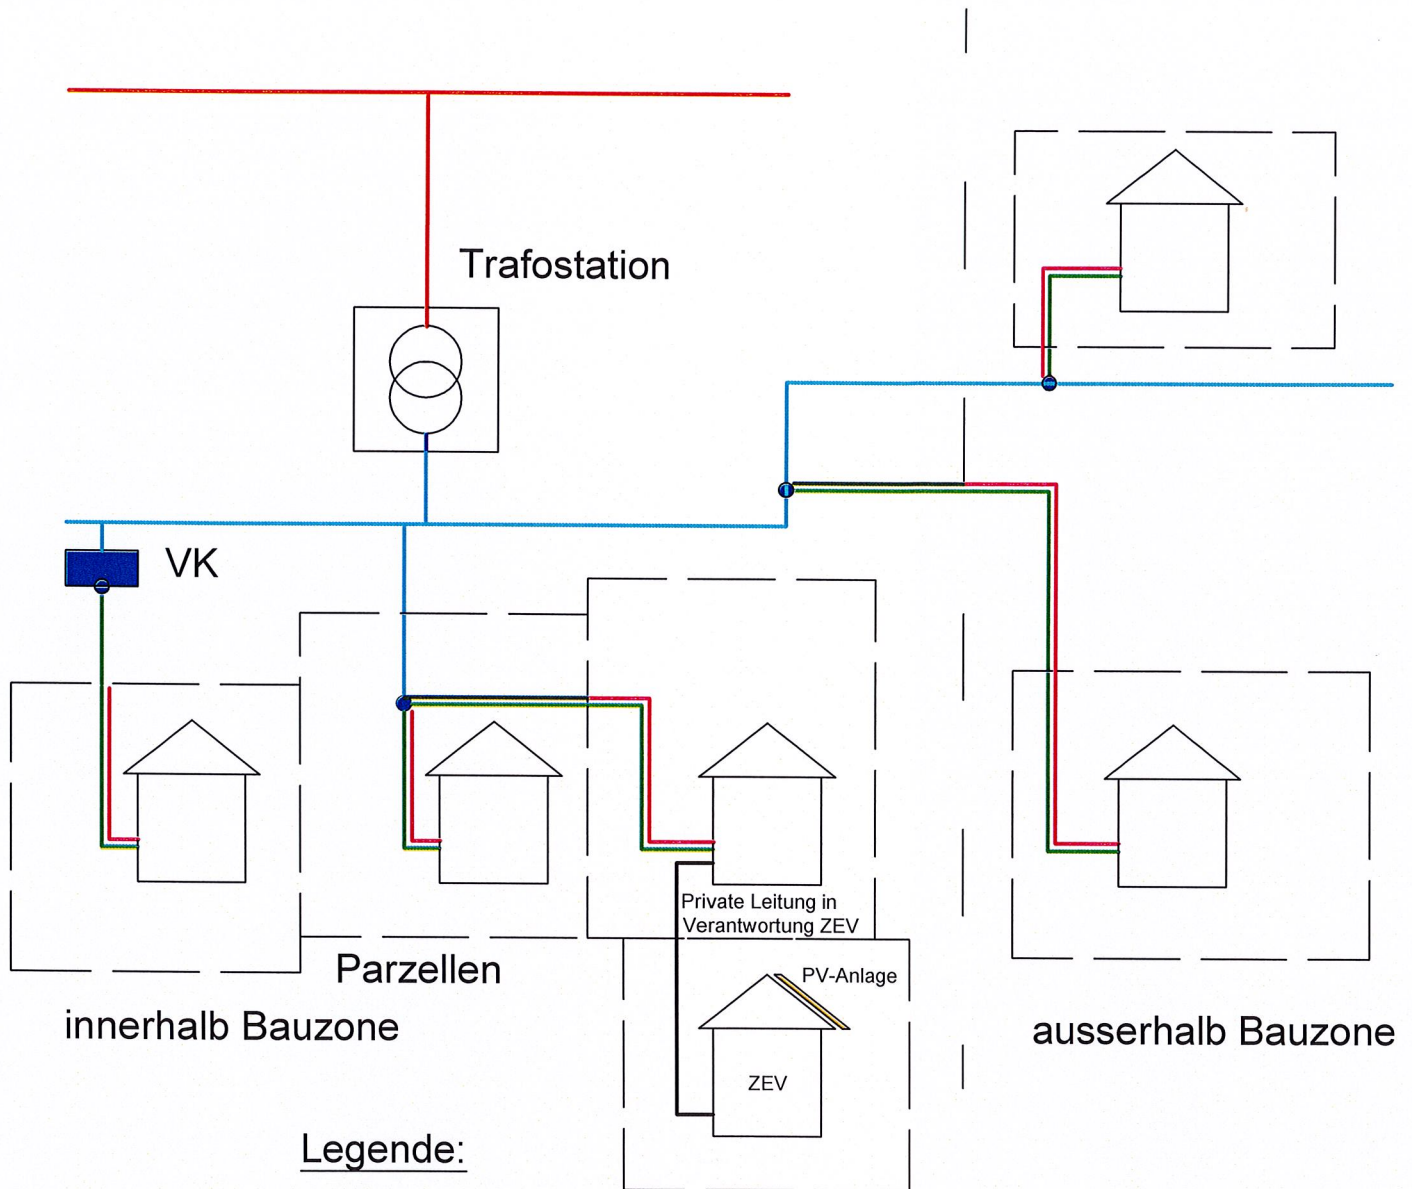 Trafostation
VK
Private Leitung in
Verantwortung ZEV
Parzellen
PV-Anlage
innerhalb Bauzone
ausserhalb Bauzone
ZEV
Legende: